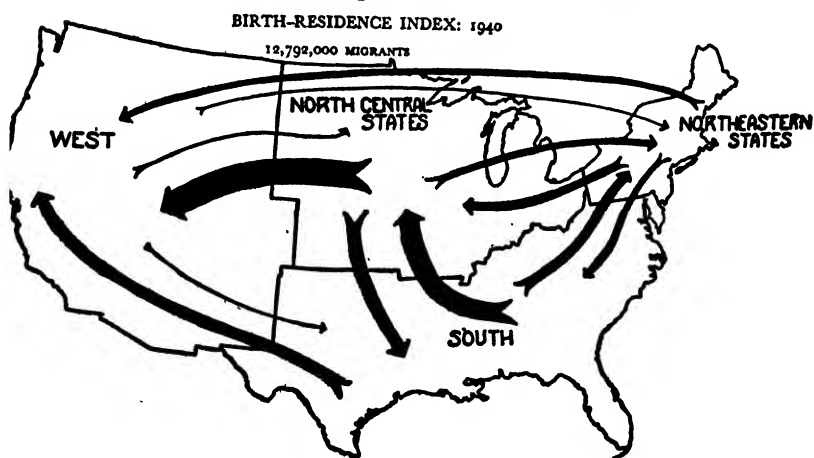 BIRTH-RESIDENCE INDEX: 1940
12,792,000 MIGRANTS
NORTH CENTRAL
STATES
WEST
NORTHEASTERN
STATES
SOUTH